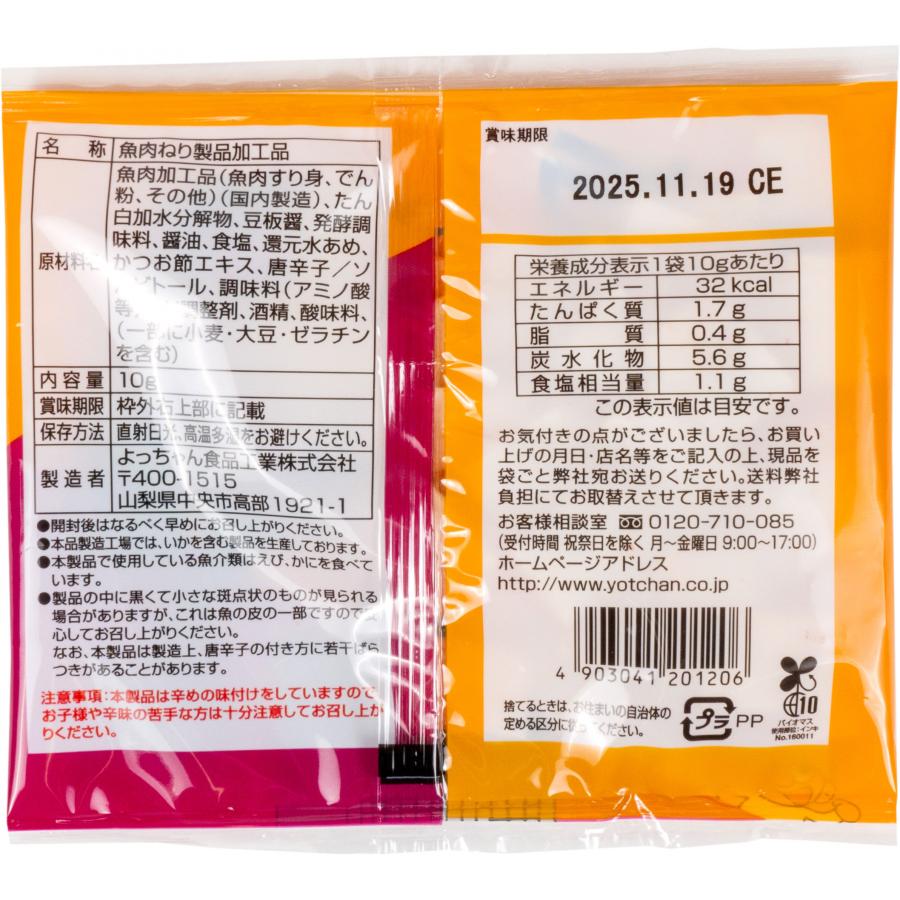 名 称 魚肉ねり製品加工品
原材料名
魚肉加工品(魚肉すり身、でん
粉、その他)(国内製造)、たん
白加水分解物、豆板醤、発酵調
味料、醤油、食塩、還元水あめ、
かつお節エキス、唐辛子/ソ
ルビトール、調味料(アミノ酸
等) 調整剤、酒精、酸味料、
(一部に小麦・大豆・ゼラチン
を含む)
内容量 10g
賞味期限 枠外右上部に記載
保存方法 直射日光、高温多湿をお避けください。
製造者
よっちゃん食品工業株式会社
〒400-1515
山梨県中央市高部1921-1
●開封後はなるべく早めにお召し上がりください。
●本品製造工場では、いかを含む製品を生産しております。
●本製品で使用している魚介類はえび、かにを食べて
います。
●製品の中に黒くて小さな斑点状のものが見られる
場合がありますが、これは魚の皮の一部ですので安
心してお召し上がりください。
なお、本製品は製造上、唐辛子の付き方に若干ばら
つきがあることがあります。
注意事項:本製品は辛めの味付けをしていますので
お子様や辛味の苦手な方は十分注意してお召し上が
りください。
賞味期限
2025.11.19 CE
栄養成分表示1袋10gあたり
エネルギー 32 kcal
たんぱく質 1.7 g
脂質 0.4 g
炭水化物 5.6 g
食塩相当量 1.1 g
この表示値は目安です。
お気付きの点がございましたら、お買い
上げの月日・店名等をご記入の上、現品を
袋ごと弊社宛お送りください。送料弊社
負担にてお取替えさせて頂きます。
お客様相談室 0120-710-085
(受付時間 祝祭日を除く 月～金曜日 9:00～17:00)
ホームページアドレス
http://www.yotchan.co.jp
4 903041 201206
捨てるときは、お住まいの自治体の
定める区分に従ってください。
プラ PP
10
バイオマス
使用部位:インキ
No.160011